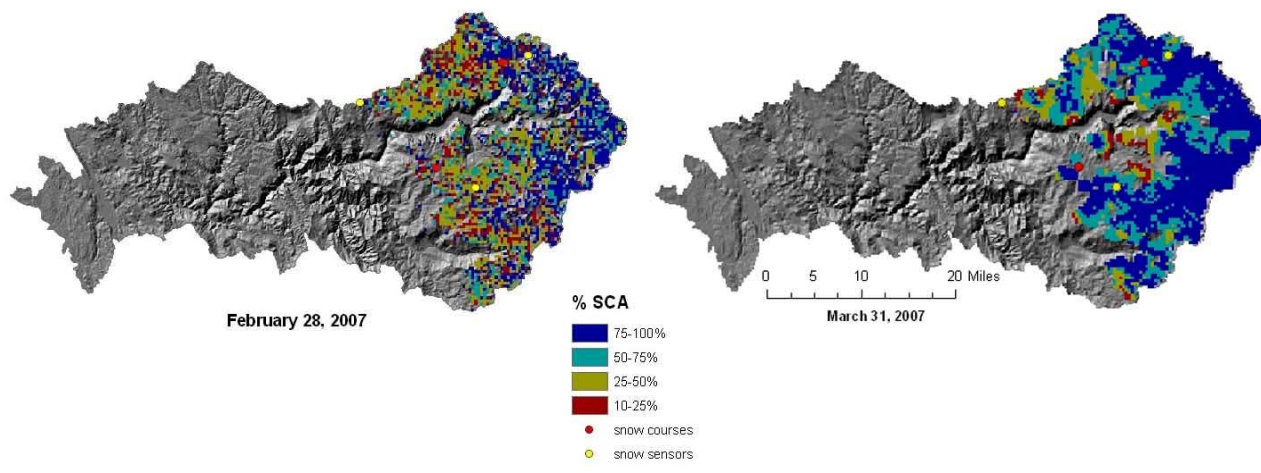 0 5 10 20 Miles
February 28, 2007
March 31, 2007
% SCA
75-100%
50-75%
25-50%
10-25%
snow courses
snow sensors